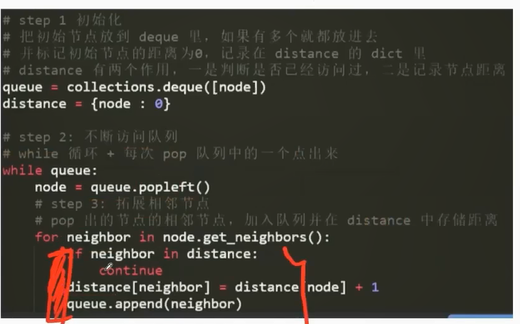 # step 1 初始化
# 把初始节点放到 deque 里，如果有多个就都放进去
# 并标记初始节点的距离为0，记录在 distance 的 dict 里
# distance 有两个作用，一是判断是否已经访问过，二是记录节点距离
queue = collections.deque([node])
distance = {node : 0}
# step 2: 不断访问队列
# while 循环 + 每次 pop 队列中的一个点出来
while queue:
node = queue.popleft()
# step 3: 拓展相邻节点
# pop 出的节点的相邻节点，加入队列并在 distance 中存储距离
for neighbor in node.get_neighbors():
if neighbor in distance:
continue
distance[neighbor] = distance[node] + 1
queue.append(neighbor)